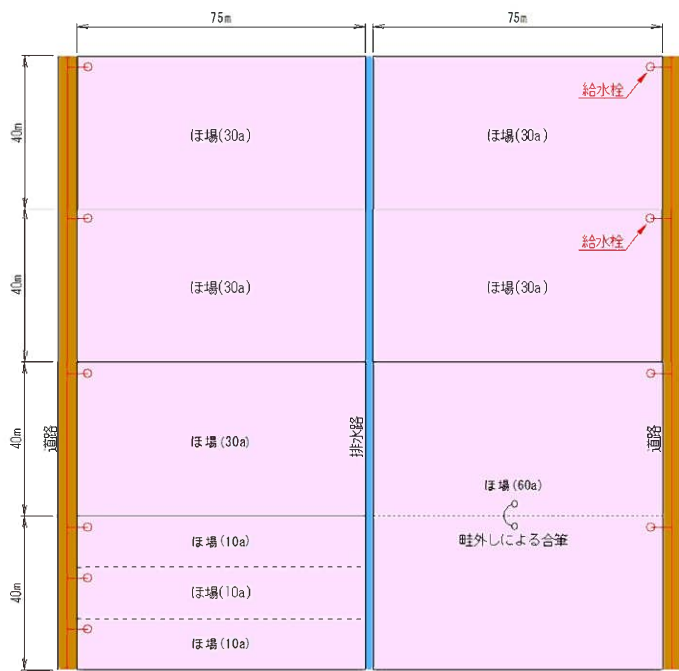 75m
75m
給水栓
40m
ほ場(30a)
ほ場(30a)
給水栓
40m
ほ場(30a)
ほ場(30a)
40m
道路
ほ場(30a)
排水路
道路
ほ場(60a)
畦外しによる合筆
40m
ほ場(10a)
ほ場(10a)
ほ場(10a)